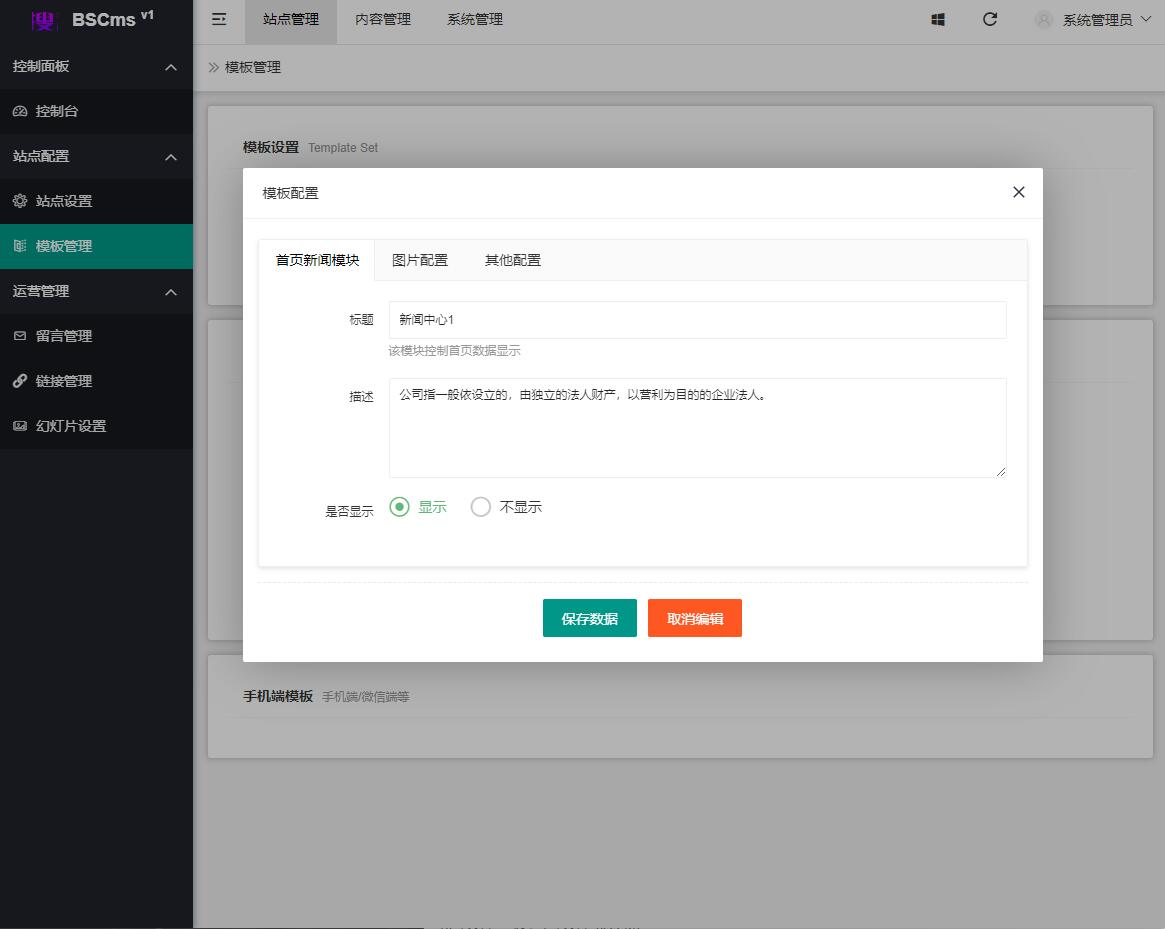 搜 BSCms v1
站点管理 内容管理 系统管理 系统管理员
控制面板
模板管理
控制台
站点配置
模板设置 Template Set
站点设置
模板管理
运营管理
留言管理
链接管理
幻灯片设置
模板配置
首页新闻模块 图片配置 其他配置
标题 新闻中心1
该模块控制首页数据显示
描述 公司指一般依设立的，由独立的法人财产，以营利为目的的企业法人。
是否显示 显示 不显示
保存数据 取消编辑
手机端模板 手机端/微信端等